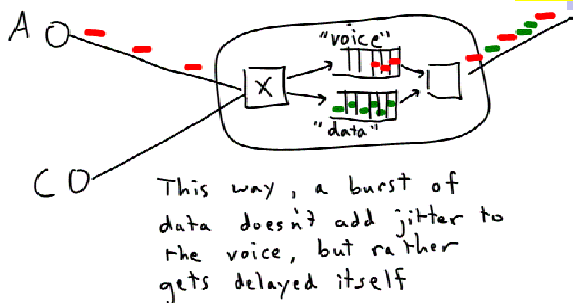 A
"voice"
X
"data"
C
This way, a burst of
data doesn't add jitter to
the voice, but rather
gets delayed itself